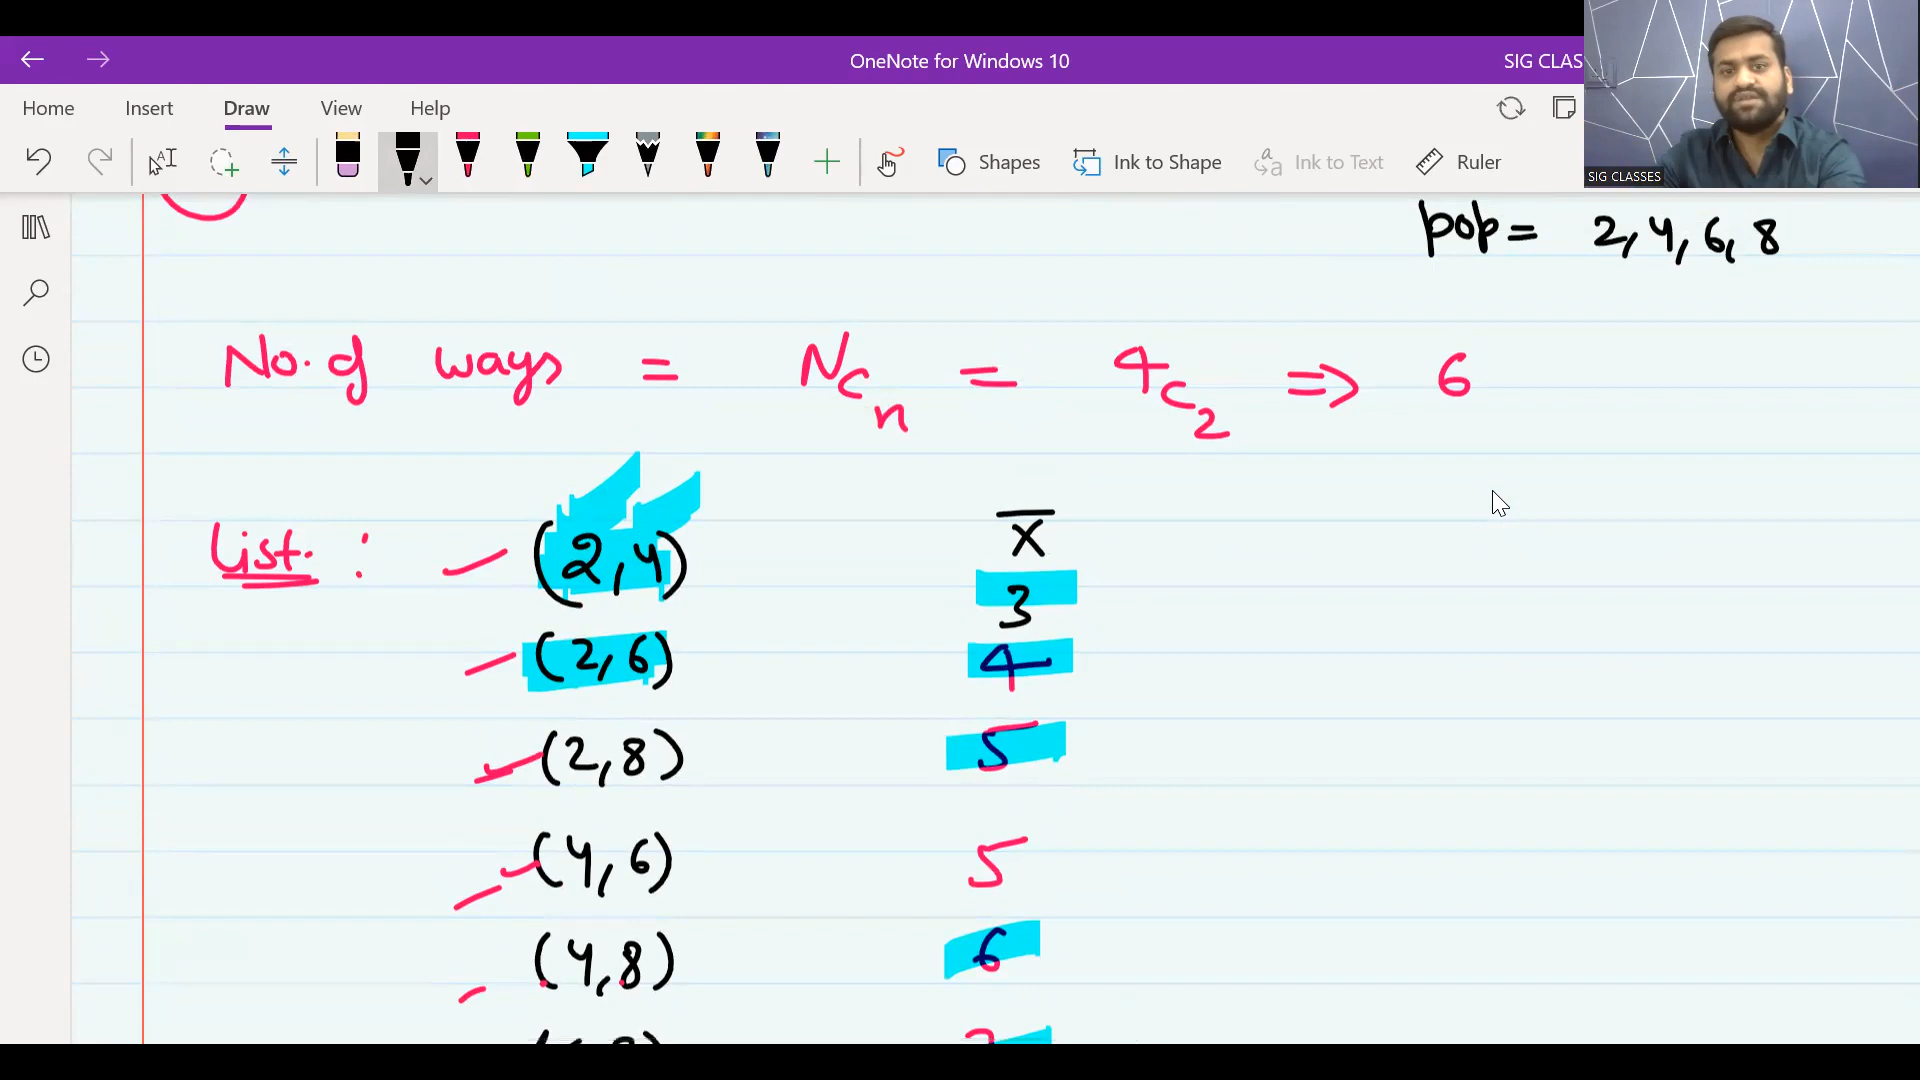 OneNote for Windows 10
SIG CLAS
Home Insert Draw View Help
Shapes Ink to Shape Ink to Text Ruler
SIG CLASSES
pop = 2, 4, 6, 8
No. of ways = NCn = 4C2 ⇒ 6
List : (2,4) X̅
3
(2,6) 4
(2,8) 5
(4,6) 5
(4,8) 6